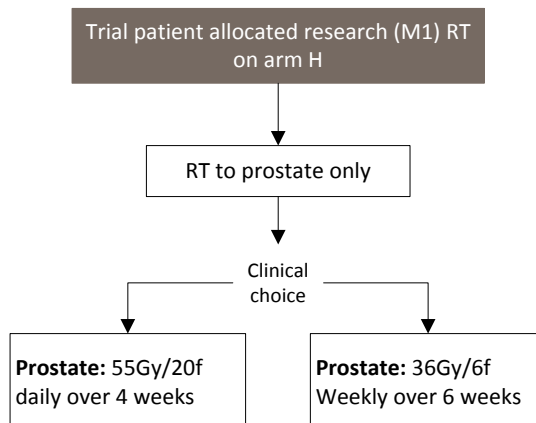 Trial patient allocated research (M1) RT
on arm H
RT to prostate only
Clinical
choice
Prostate: 55Gy/20f
daily over 4 weeks
Prostate: 36Gy/6f
Weekly over 6 weeks